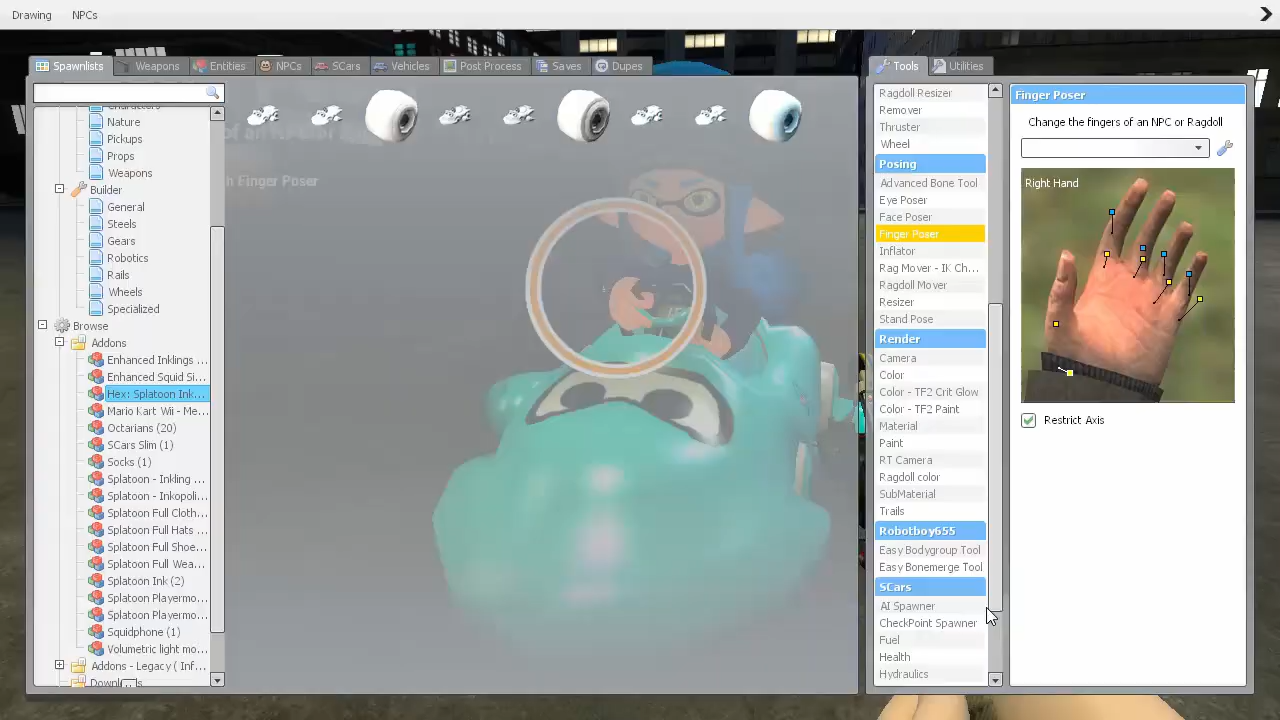 Drawing NPCs
Spawnlists Weapons Entities NPCs SCars Vehicles Post Process Saves Dupes
Nature
Pickups
Props
Weapons
Builder
General
Steels
Gears
Robotics
Rails
Wheels
Specialized
Browse
Addons
Enhanced Inklings ...
Enhanced Squid Si...
Hex: Splatoon Ink...
Mario Kart Wii - Me...
Octarians (20)
SCars Slim (1)
Socks (1)
Splatoon - Inkling ...
Splatoon - Inkopoli...
Splatoon Full Cloth...
Splatoon Full Hats ...
Splatoon Full Shoe...
Splatoon Full Wea...
Splatoon Ink (2)
Splatoon Playermo...
Splatoon Playermo...
Squidphone (1)
Volumetric light mo...
Addons - Legacy ( Inf...
of an NPC or
h Finger Poser
Tools Utilities
Ragdoll Resizer
Remover
Thruster
Wheel
Posing
Advanced Bone Tool
Eye Poser
Face Poser
Finger Poser
Inflator
Rag Mover - IK Ch...
Ragdoll Mover
Resizer
Stand Pose
Render
Camera
Color
Color - TF2 Crit Glow
Color - TF2 Paint
Material
Paint
RT Camera
Ragdoll color
SubMaterial
Trails
Robotboy655
Easy Bodygroup Tool
Easy Bonemerge Tool
SCars
AI Spawner
CheckPoint Spawner
Fuel
Health
Hydraulics
Finger Poser
Change the fingers of an NPC or Ragdoll
Right Hand
Restrict Axis